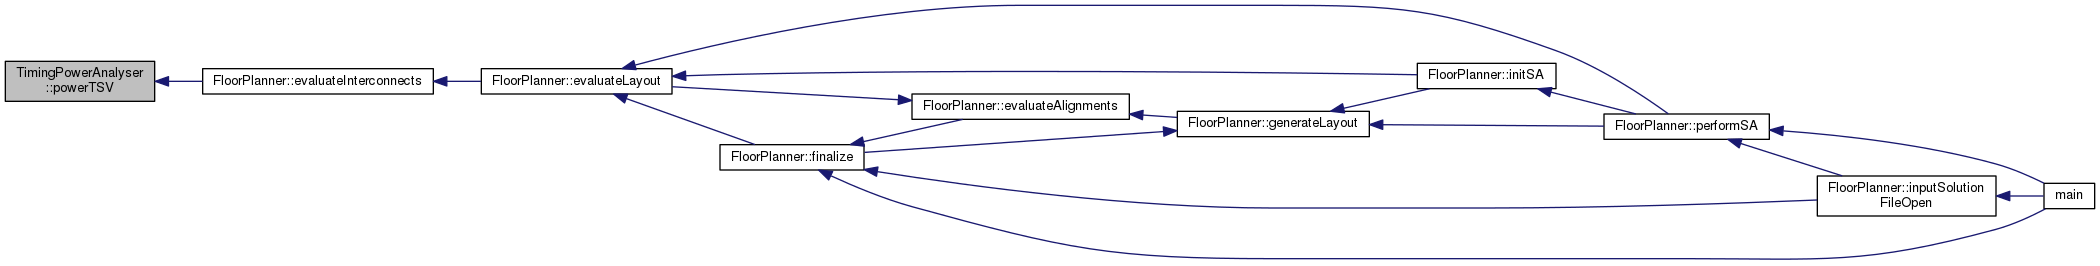 TimingPowerAnalyser
::powerTSV
FloorPlanner::evaluateInterconnects
FloorPlanner::evaluateLayout
FloorPlanner::finalize
FloorPlanner::evaluateAlignments
FloorPlanner::generateLayout
FloorPlanner::initSA
FloorPlanner::performSA
FloorPlanner::inputSolution
FileOpen
main